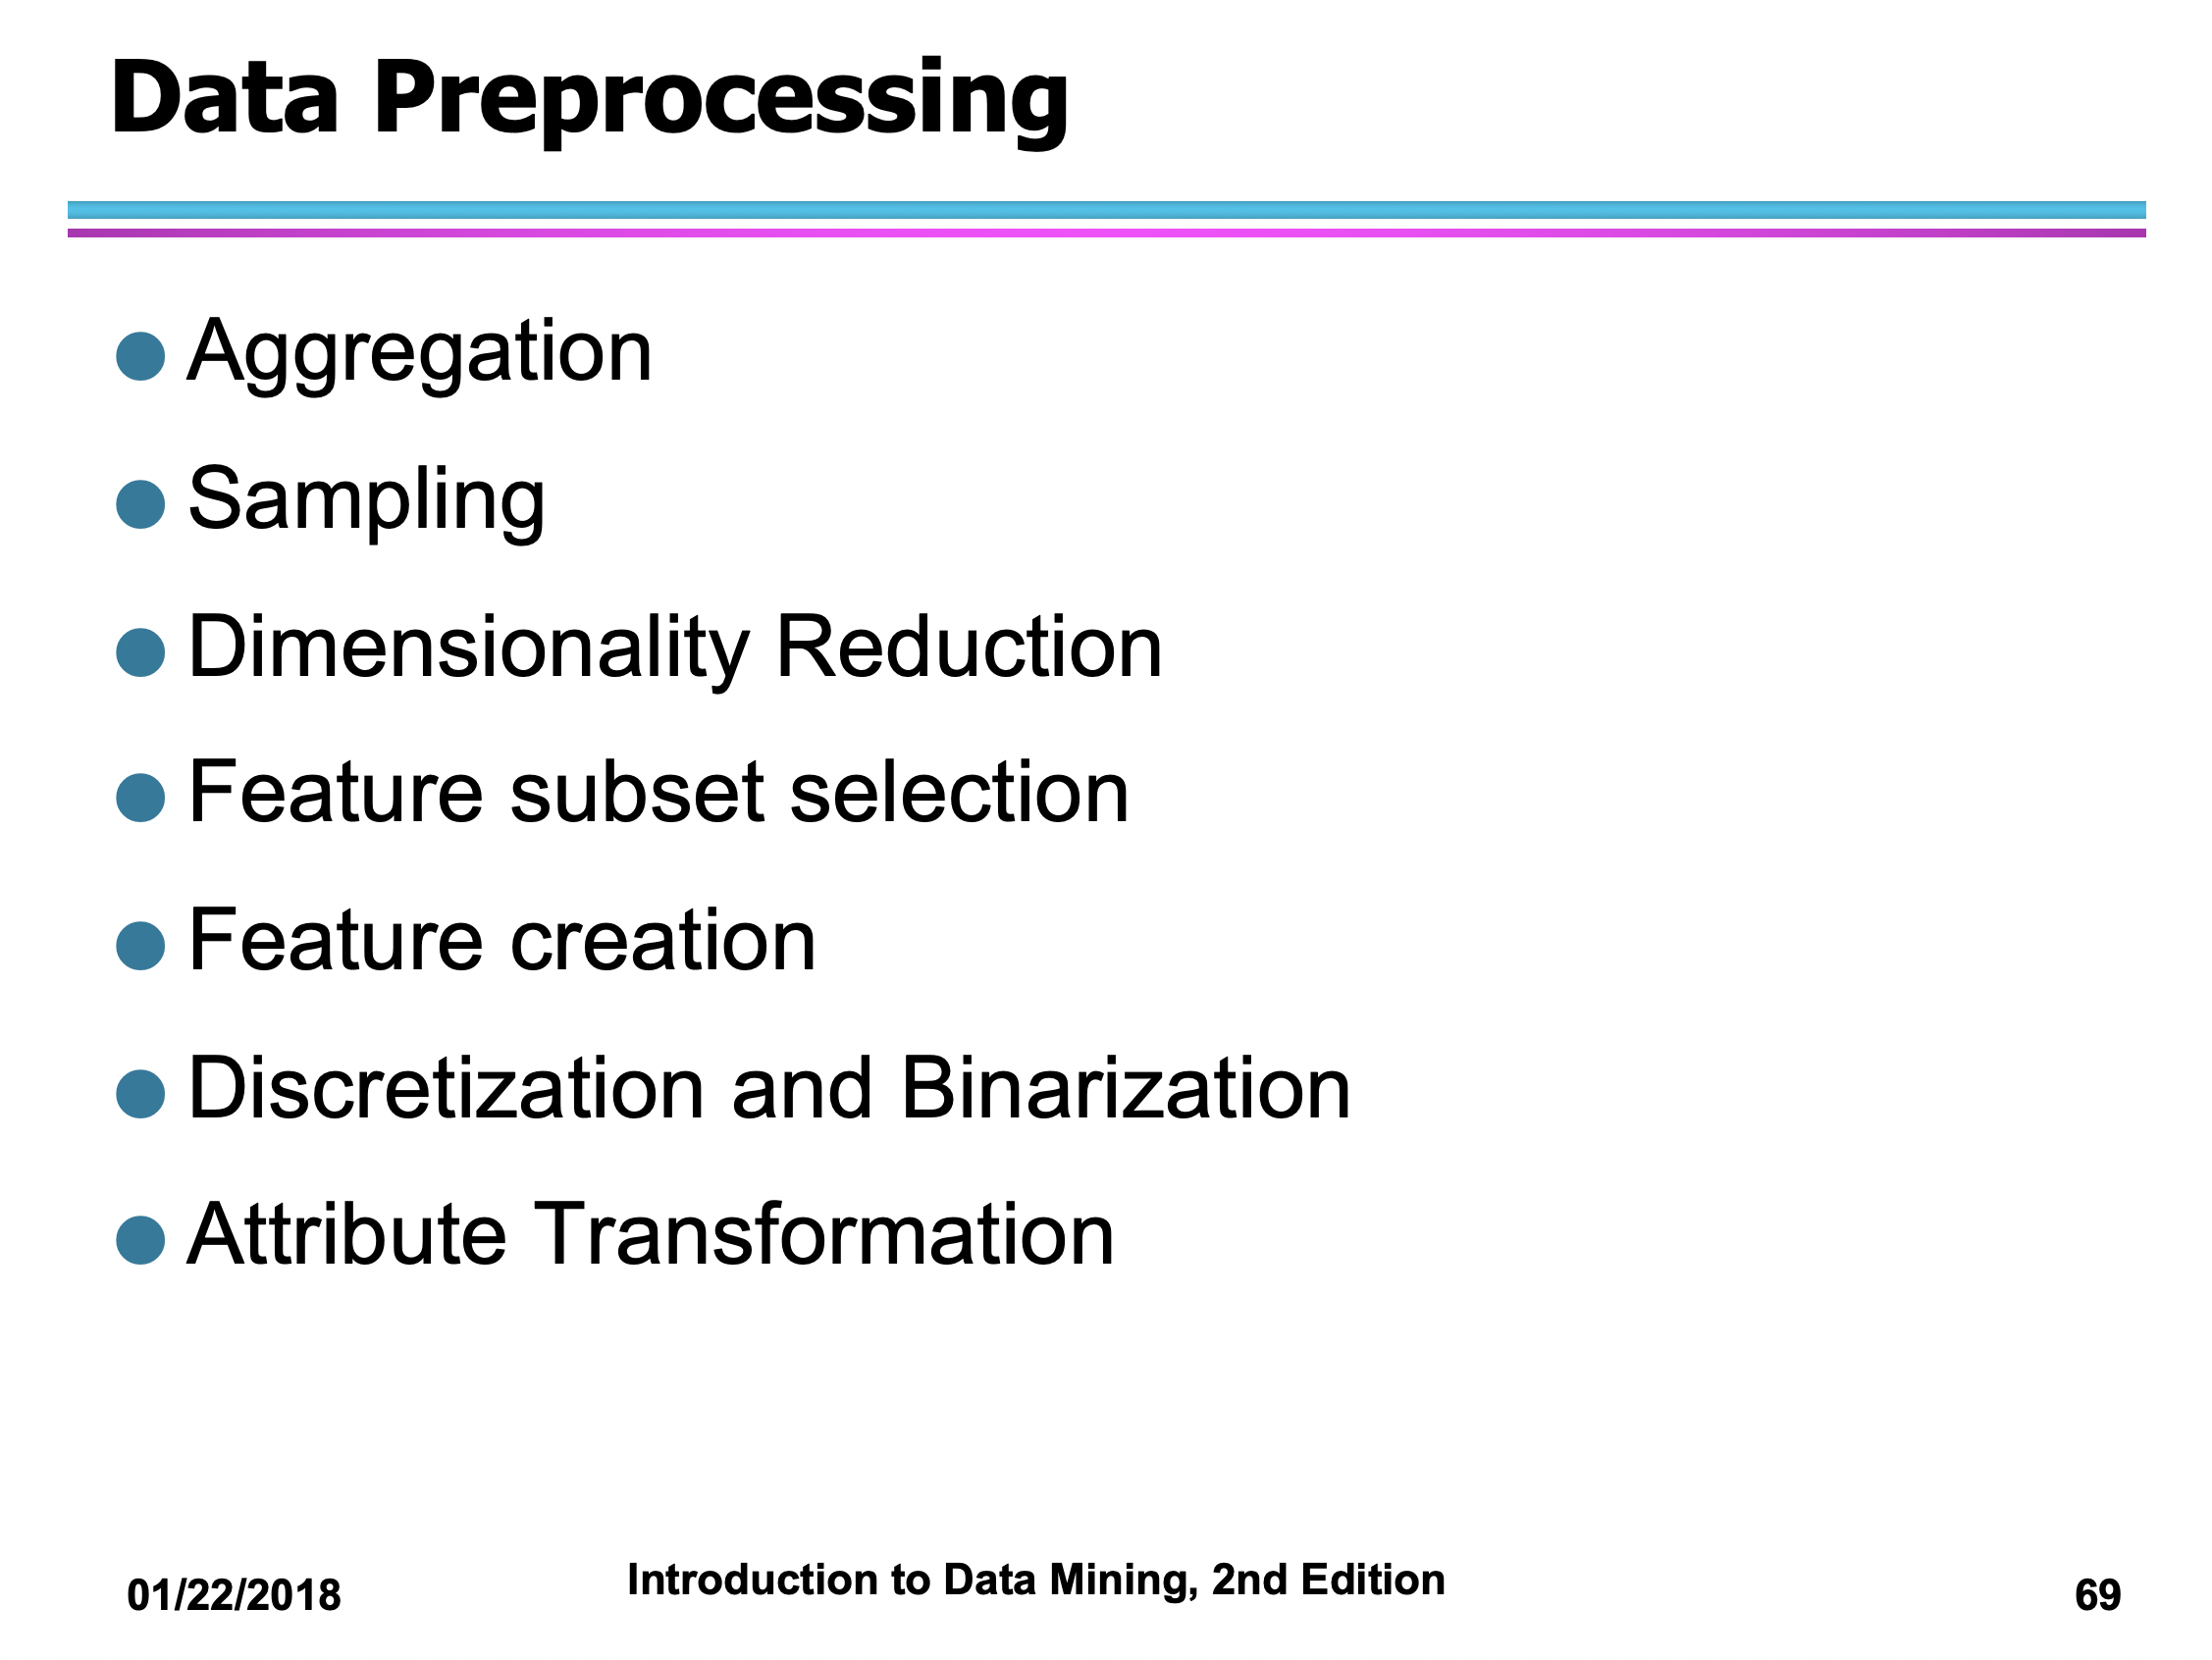 Data Preprocessing
Aggregation
Sampling
Dimensionality Reduction
Feature subset selection
Feature creation
Discretization and Binarization
Attribute Transformation
01/22/2018
Introduction to Data Mining, 2nd Edition
69